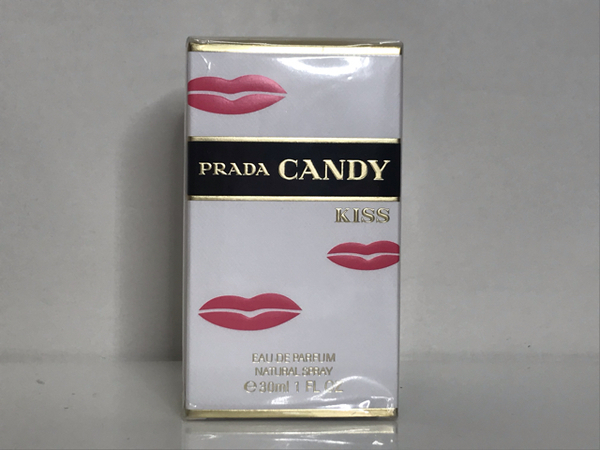 PRADA CANDY
KISS
EAU DE PARFUM
NATURAL SPRAY
℮30ml 1 FL. OZ.